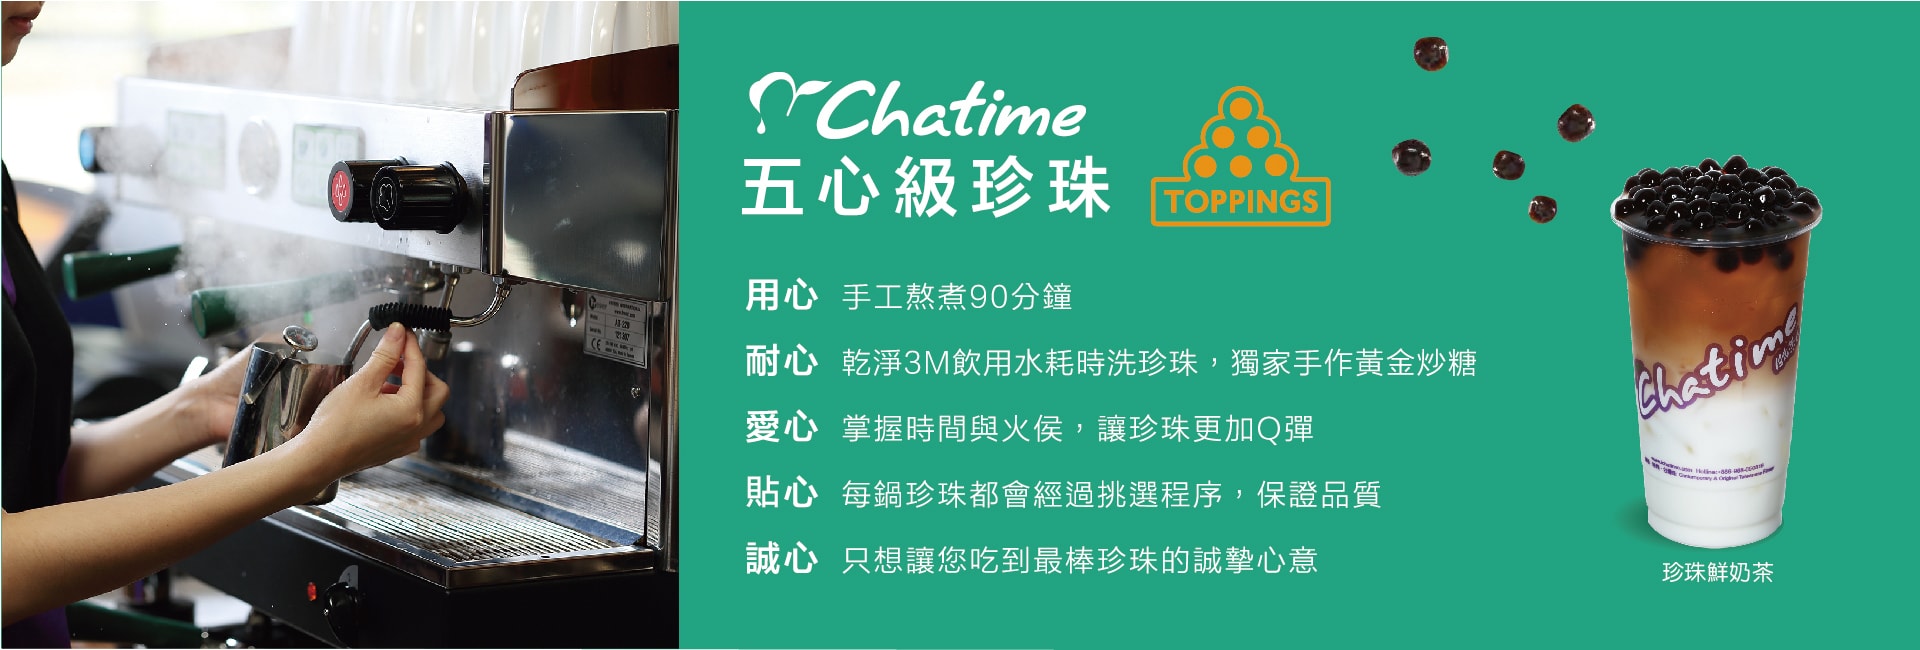 Chatime
五心級珍珠
TOPPINGS
用心 手工熬煮90分鐘
耐心 乾淨3M飲用水耗時洗珍珠，獨家手作黃金炒糖
愛心 掌握時間與火侯，讓珍珠更加Q彈
貼心 每鍋珍珠都會經過挑選程序，保證品質
誠心 只想讓您吃到最棒珍珠的誠摯心意
Chatime
珍珠鮮奶茶